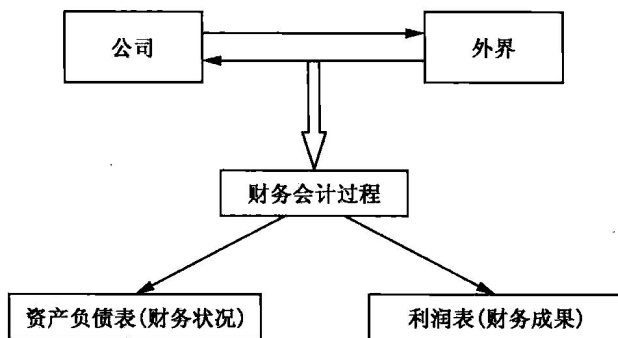 公司
外界
财务会计过程
资产负债表(财务状况)
利润表(财务成果)